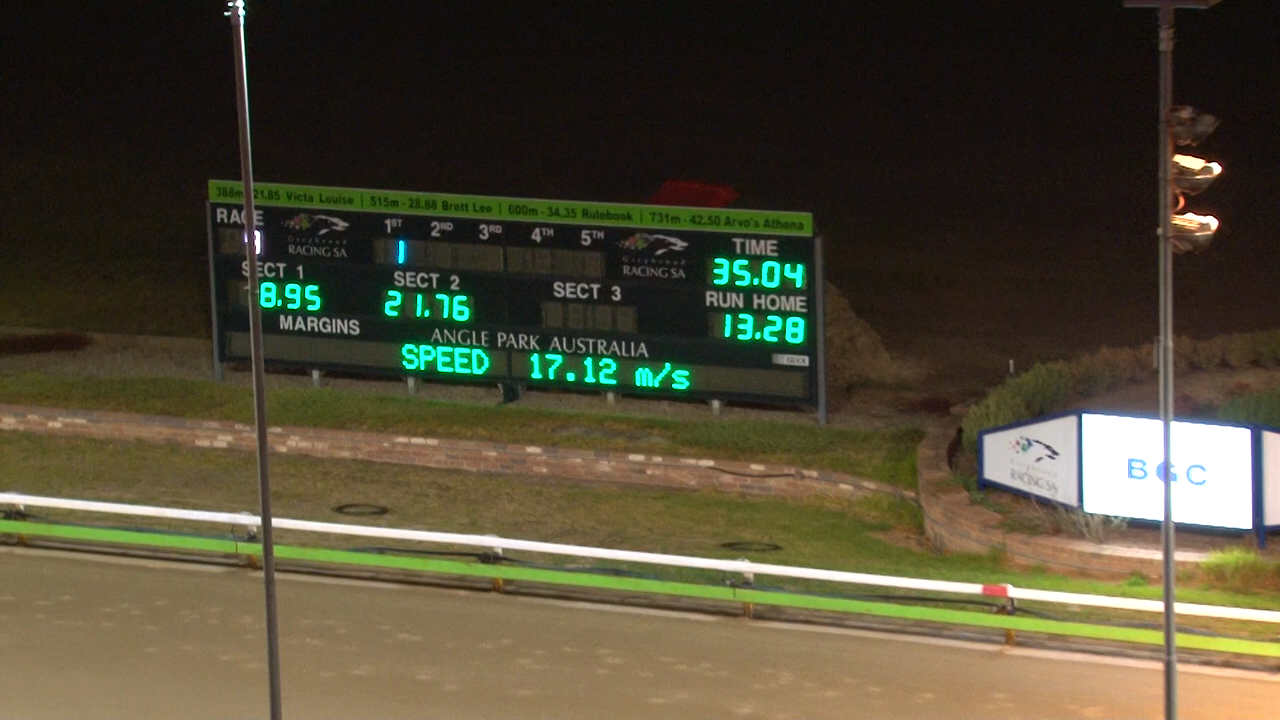 388m - 21.85 Victa Louise | 515m - 28.88 Brett Lee | 600m - 34.35 Rulebook | 731m - 42.50 Arvo's Athena
RACE
Greyhound
RACING SA
1ST 2ND 3RD 4TH 5TH
1
Greyhound
RACING SA
TIME
35.04
SECT 1
8.95
SECT 2
21.76
SECT 3
RUN HOME
13.28
MARGINS
ANGLE PARK AUSTRALIA
SPEED 17.12 m/s
Greyhound
RACING SA
BGC